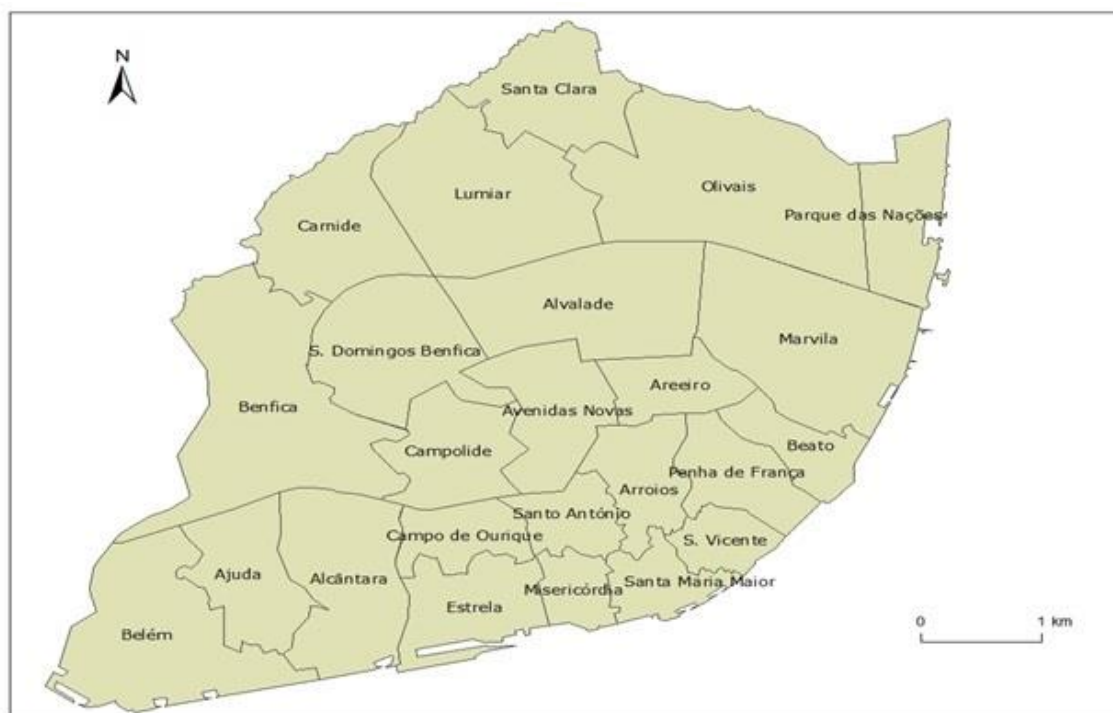 N
Santa Clara
Lumiar
Olivais
Parque das Nações
Carnide
Alvalade
Marvila
S. Domingos Benfica
Areeiro
Benfica
Avenidas Novas
Beato
Campolide
Penha de França
Arroios
Santo António
Campo de Ourique
S. Vicente
Ajuda
Alcântara
Santa Maria Maior
Misericórdia
Estrela
Belém
0 1 km